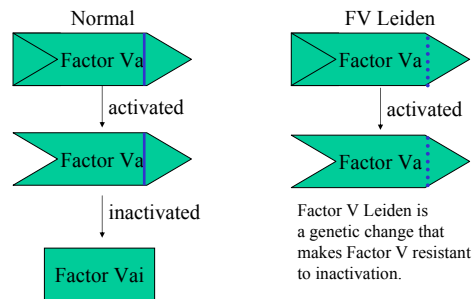 Normal
Factor Va
activated
Factor Va
inactivated
Factor Vai
FV Leiden
Factor Va
activated
Factor Va
Factor V Leiden is
a genetic change that
makes Factor V resistant
to inactivation.